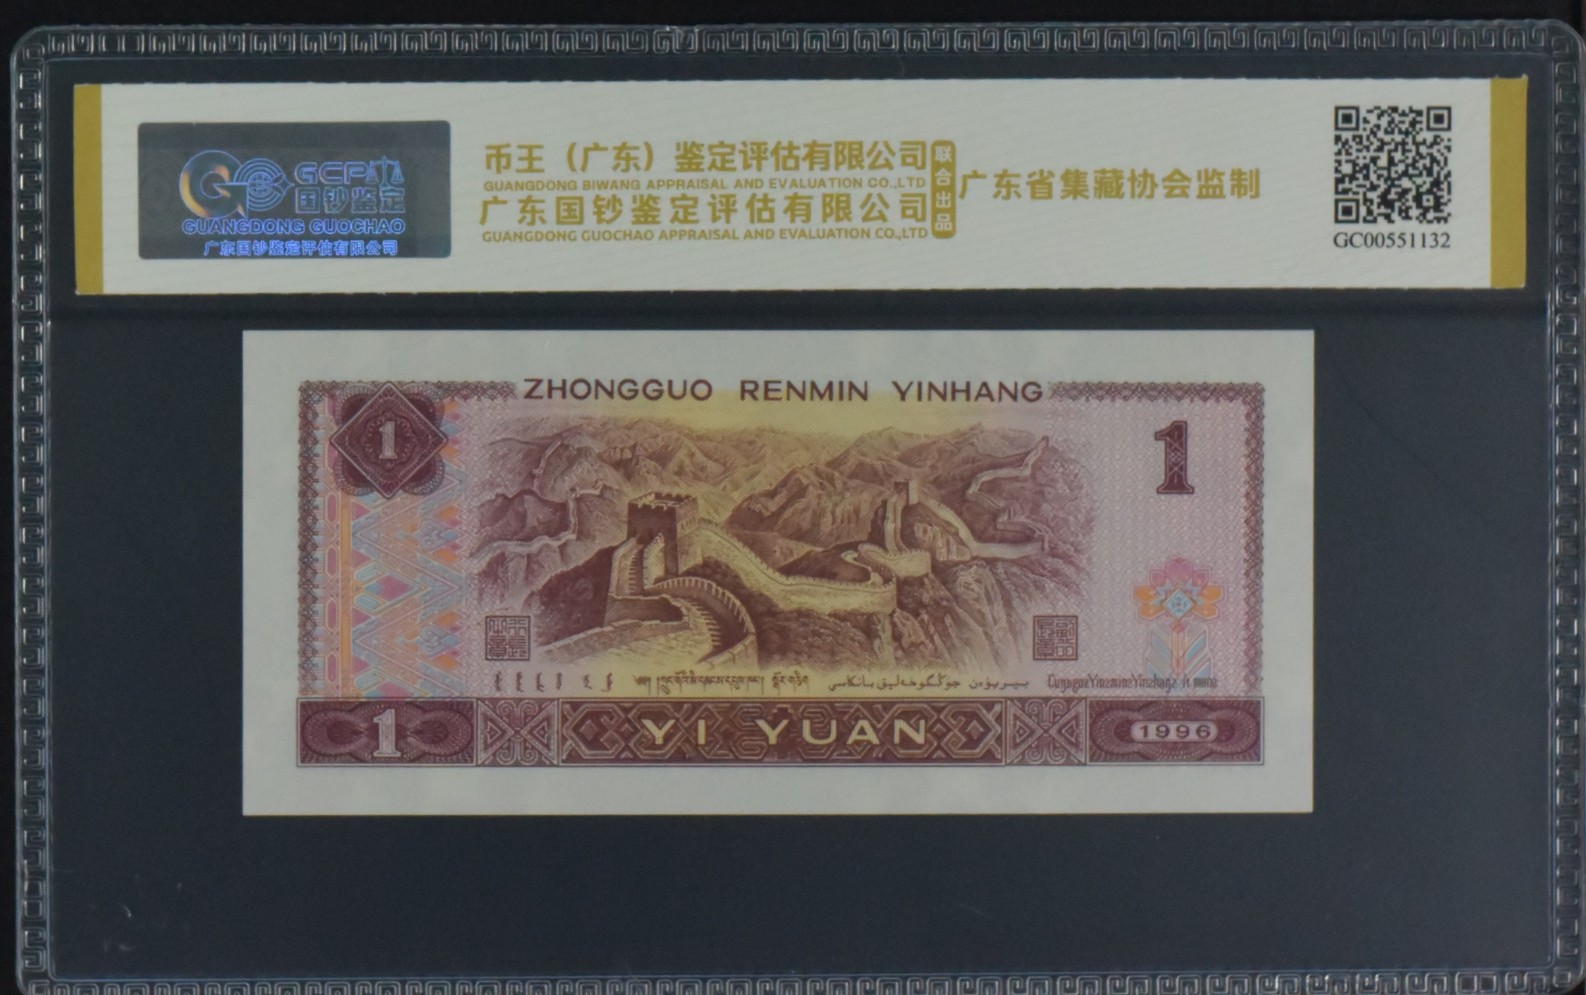 GCP
国钞鉴定
GUANGDONG GUOCHAO
广东国钞鉴定评估有限公司
币王（广东）鉴定评估有限公司
GUANGDONG BIWANG APPRAISAL AND EVALUATION CO.,LTD
广东国钞鉴定评估有限公司
GUANGDONG GUOCHAO APPRAISAL AND EVALUATION CO.,LTD
联合出品
广东省集藏协会监制
GC00551132
ZHONGGUO RENMIN YINHANG
1
1
1
YI YUAN
1996